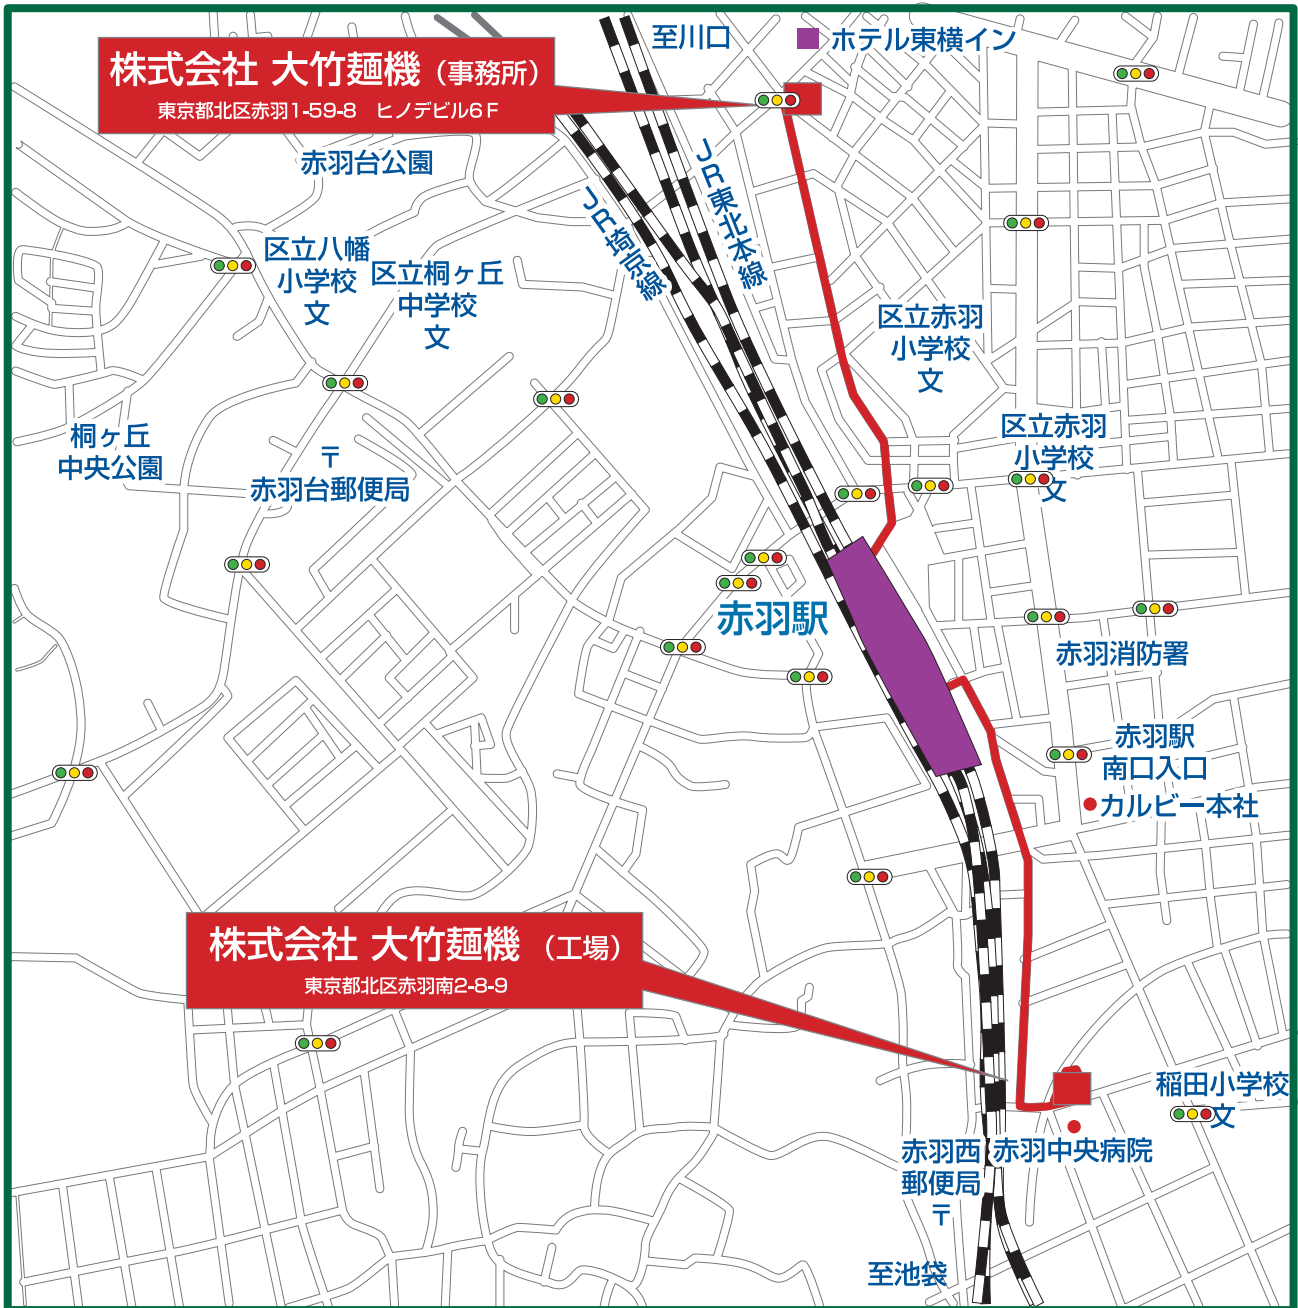 至川口
ホテル東横イン
株式会社 大竹麺機（事務所）
東京都北区赤羽1-59-8　ヒノデビル6F
赤羽台公園
JR東北本線
JR埼京線
区立八幡
小学校
文
区立桐ヶ丘
中学校
文
区立赤羽
小学校
文
桐ヶ丘
中央公園
〒
赤羽台郵便局
区立赤羽
小学校
文
赤羽駅
赤羽消防署
赤羽駅
南口入口
カルビー本社
株式会社 大竹麺機 （工場）
東京都北区赤羽南2-8-9
稲田小学校
文
赤羽中央病院
赤羽西
郵便局
〒
至池袋